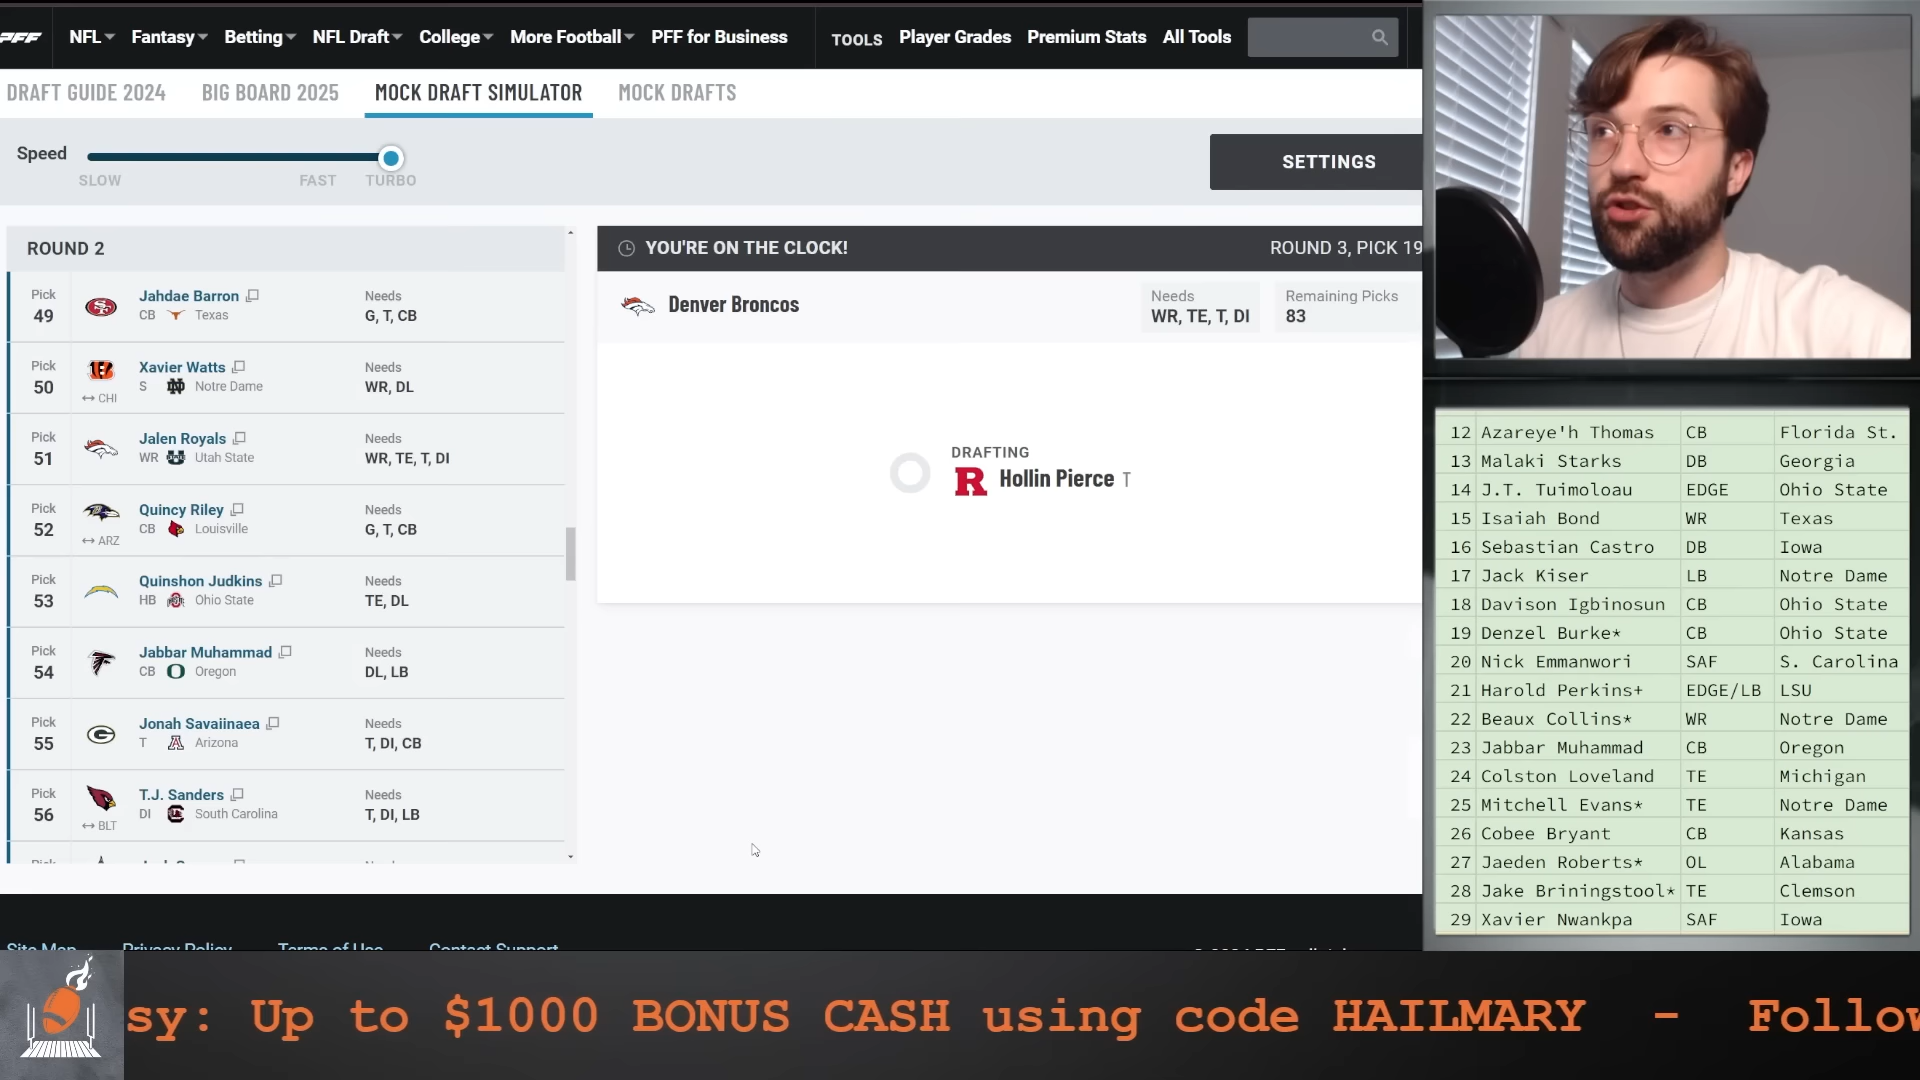 PFF
NFL
Fantasy
Betting
NFL Draft
College
More Football
PFF for Business
TOOLS
Player Grades
Premium Stats
All Tools
DRAFT GUIDE 2024
BIG BOARD 2025
MOCK DRAFT SIMULATOR
MOCK DRAFTS
Speed
SLOW
FAST
TURBO
SETTINGS
ROUND 2
Pick 49
Jahdae Barron
CB Texas
Needs
G, T, CB
Pick 50
CHI
Xavier Watts
S Notre Dame
Needs
WR, DL
Pick 51
Jalen Royals
WR Utah State
Needs
WR, TE, T, DI
Pick 52
ARZ
Quincy Riley
CB Louisville
Needs
G, T, CB
Pick 53
Quinshon Judkins
HB Ohio State
Needs
TE, DL
Pick 54
Jabbar Muhammad
CB Oregon
Needs
DL, LB
Pick 55
Jonah Savaiinaea
T Arizona
Needs
T, DI, CB
Pick 56
BLT
T.J. Sanders
DI South Carolina
Needs
T, DI, LB
YOU'RE ON THE CLOCK!
ROUND 3, PICK 19
Denver Broncos
Needs
WR, TE, T, DI
Remaining Picks
83
DRAFTING
R Hollin Pierce T
12 Azareye'h Thomas CB Florida St.
13 Malaki Starks DB Georgia
14 J.T. Tuimoloau EDGE Ohio State
15 Isaiah Bond WR Texas
16 Sebastian Castro DB Iowa
17 Jack Kiser LB Notre Dame
18 Davison Igbinosun CB Ohio State
19 Denzel Burke* CB Ohio State
20 Nick Emmanwori SAF S. Carolina
21 Harold Perkins+ EDGE/LB LSU
22 Beaux Collins* WR Notre Dame
23 Jabbar Muhammad CB Oregon
24 Colston Loveland TE Michigan
25 Mitchell Evans* TE Notre Dame
26 Cobee Bryant CB Kansas
27 Jaeden Roberts* OL Alabama
28 Jake Briningstool* TE Clemson
29 Xavier Nwankpa SAF Iowa
Site Map
Privacy Policy
Terms of Use
Contact Support
sy: Up to $1000 BONUS CASH using code HAILMARY - Follow